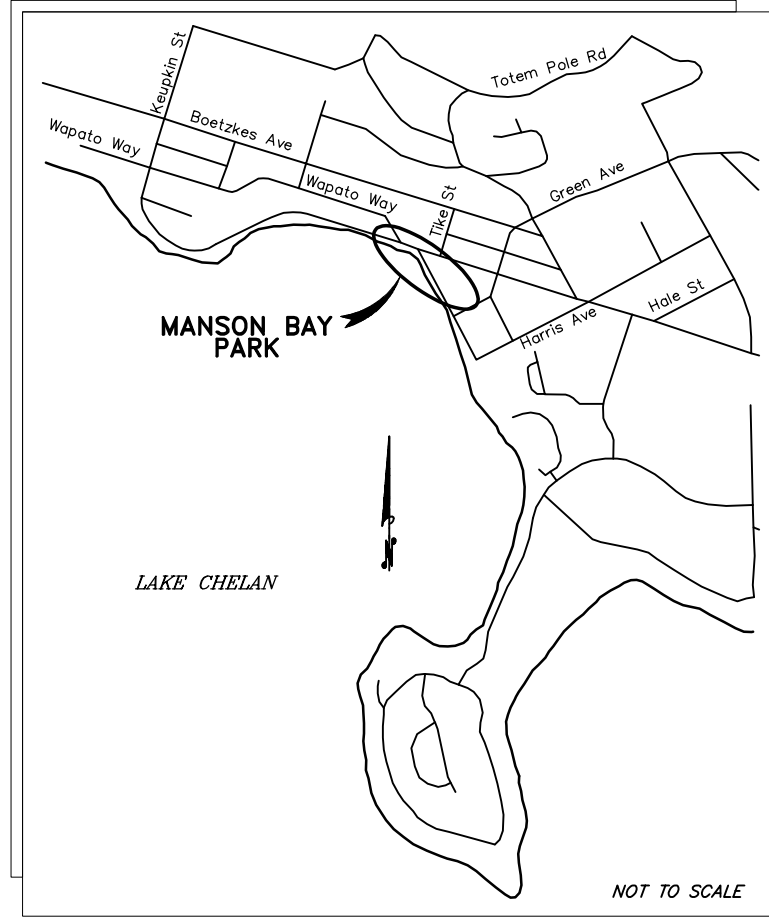 Keupkin St
Totem Pole Rd
Boetzkes Ave
Wapato Way
Green Ave
Wapato Way
Tike St
Hale St
Harris Ave
MANSON BAY
PARK
N
LAKE CHELAN
NOT TO SCALE